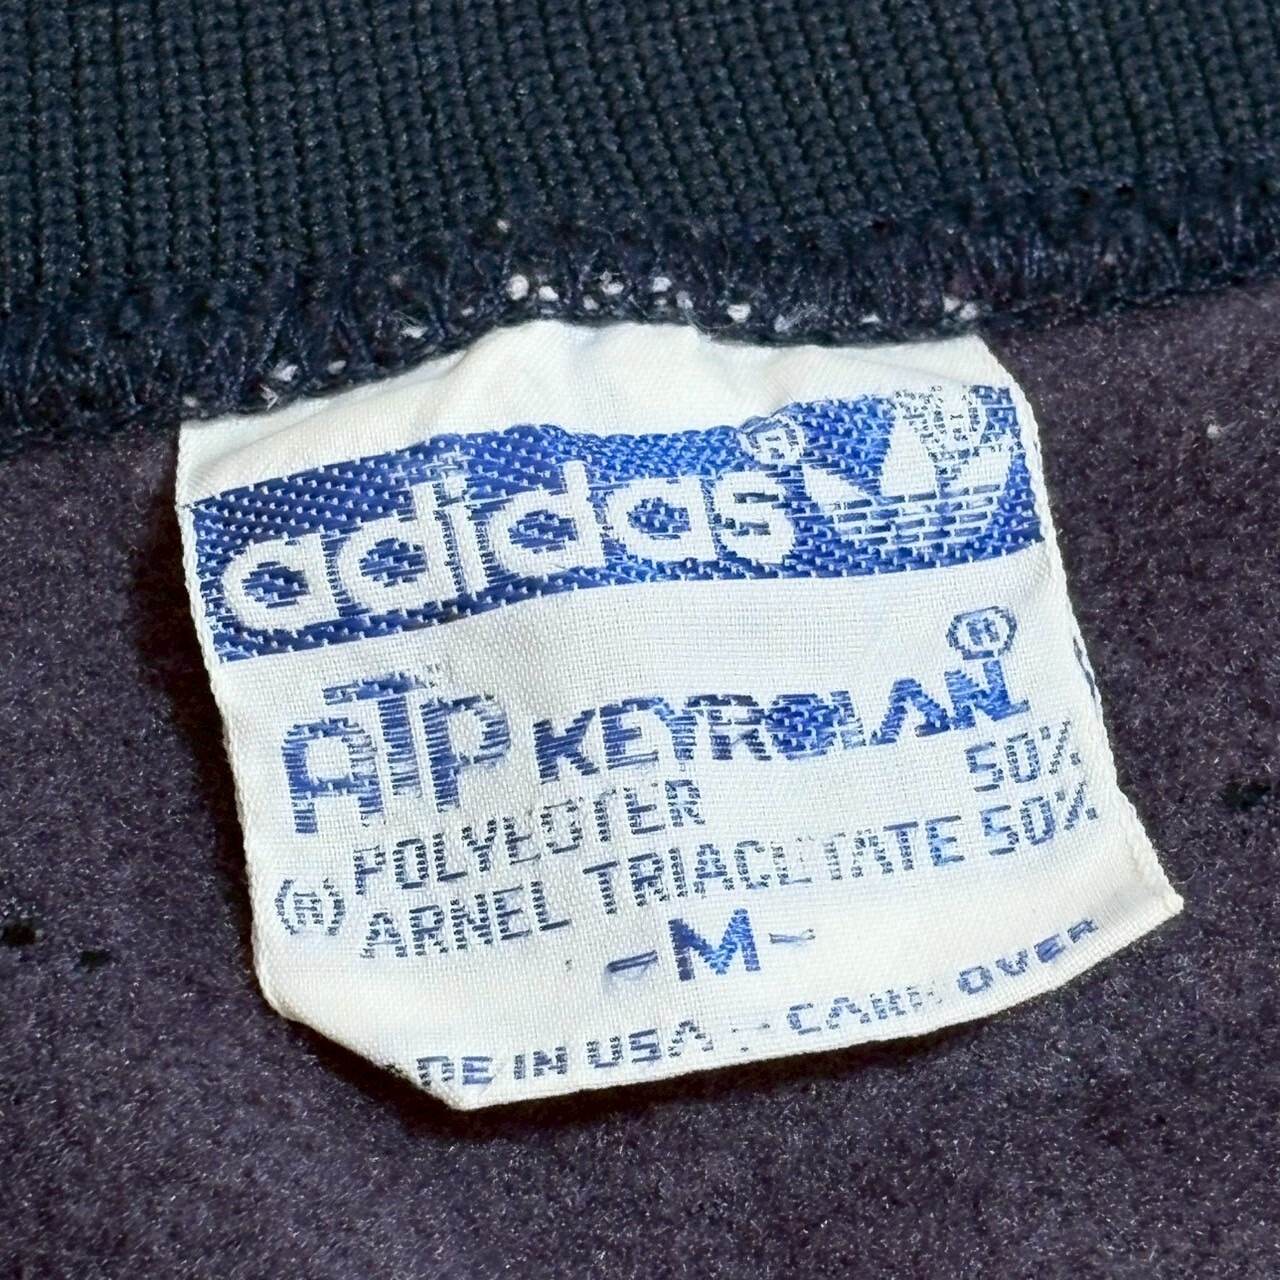 adidas®
ATP KEYROLAN®
POLYESTER 50%
(R) ARNEL TRIACETATE 50%
-M-
DE IN USA - CARE OVER